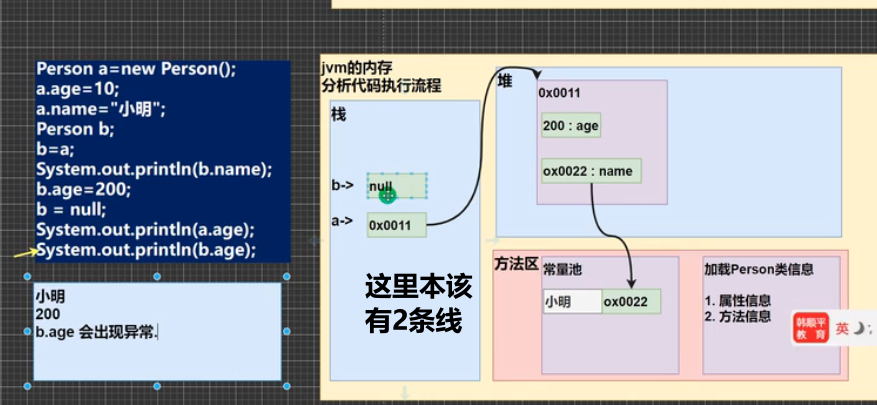 Person a=new Person();
a.age=10;
a.name="小明";
Person b;
b=a;
System.out.println(b.name);
b.age=200;
b = null;
System.out.println(a.age);
System.out.println(b.age);
小明
200
b.age 会出现异常.
jvm的内存
分析代码执行流程
栈
b->
null
a->
0x0011
这里本该
有2条线
堆
0x0011
200 : age
ox0022 : name
方法区
常量池
小明
ox0022
加载Person类信息
1. 属性信息
2. 方法信息
韩顺平
教育
英